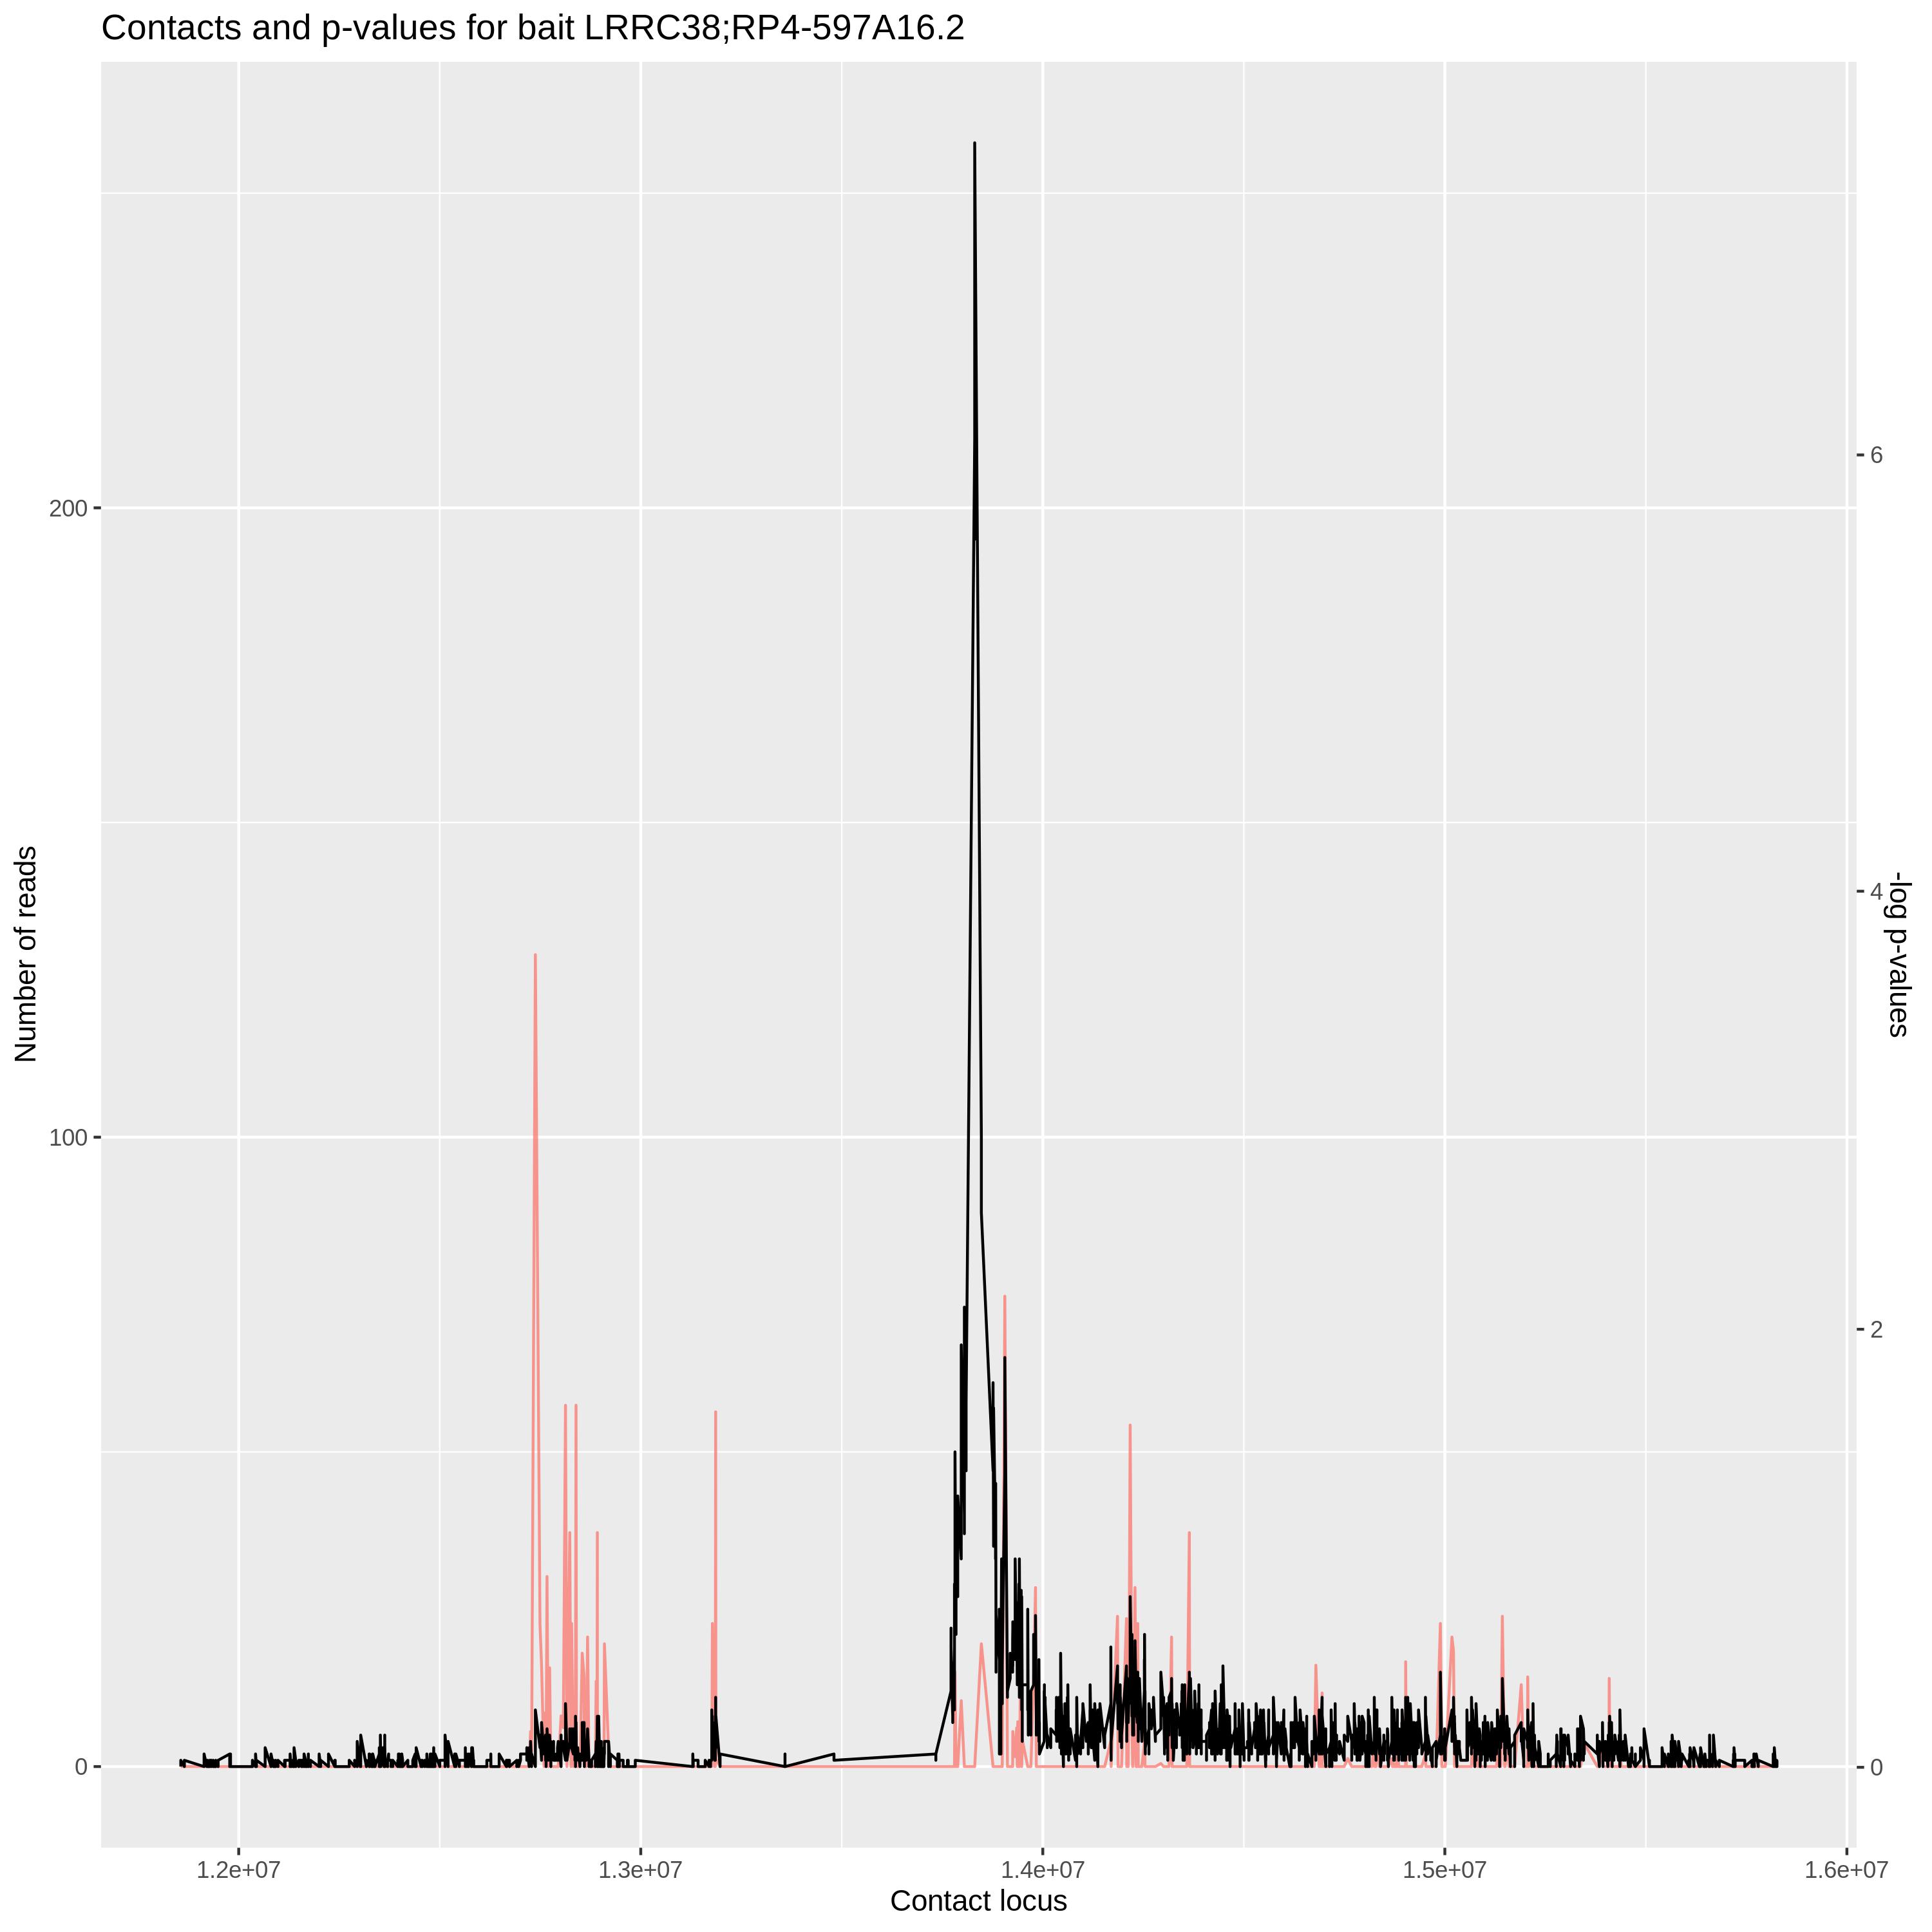 Contacts and p-values for bait LRRC38;RP4-597A16.2
Number of reads
200
100
0
6
4
2
0
-log p-values
1.2e+07
1.3e+07
1.4e+07
1.5e+07
1.6e+07
Contact locus